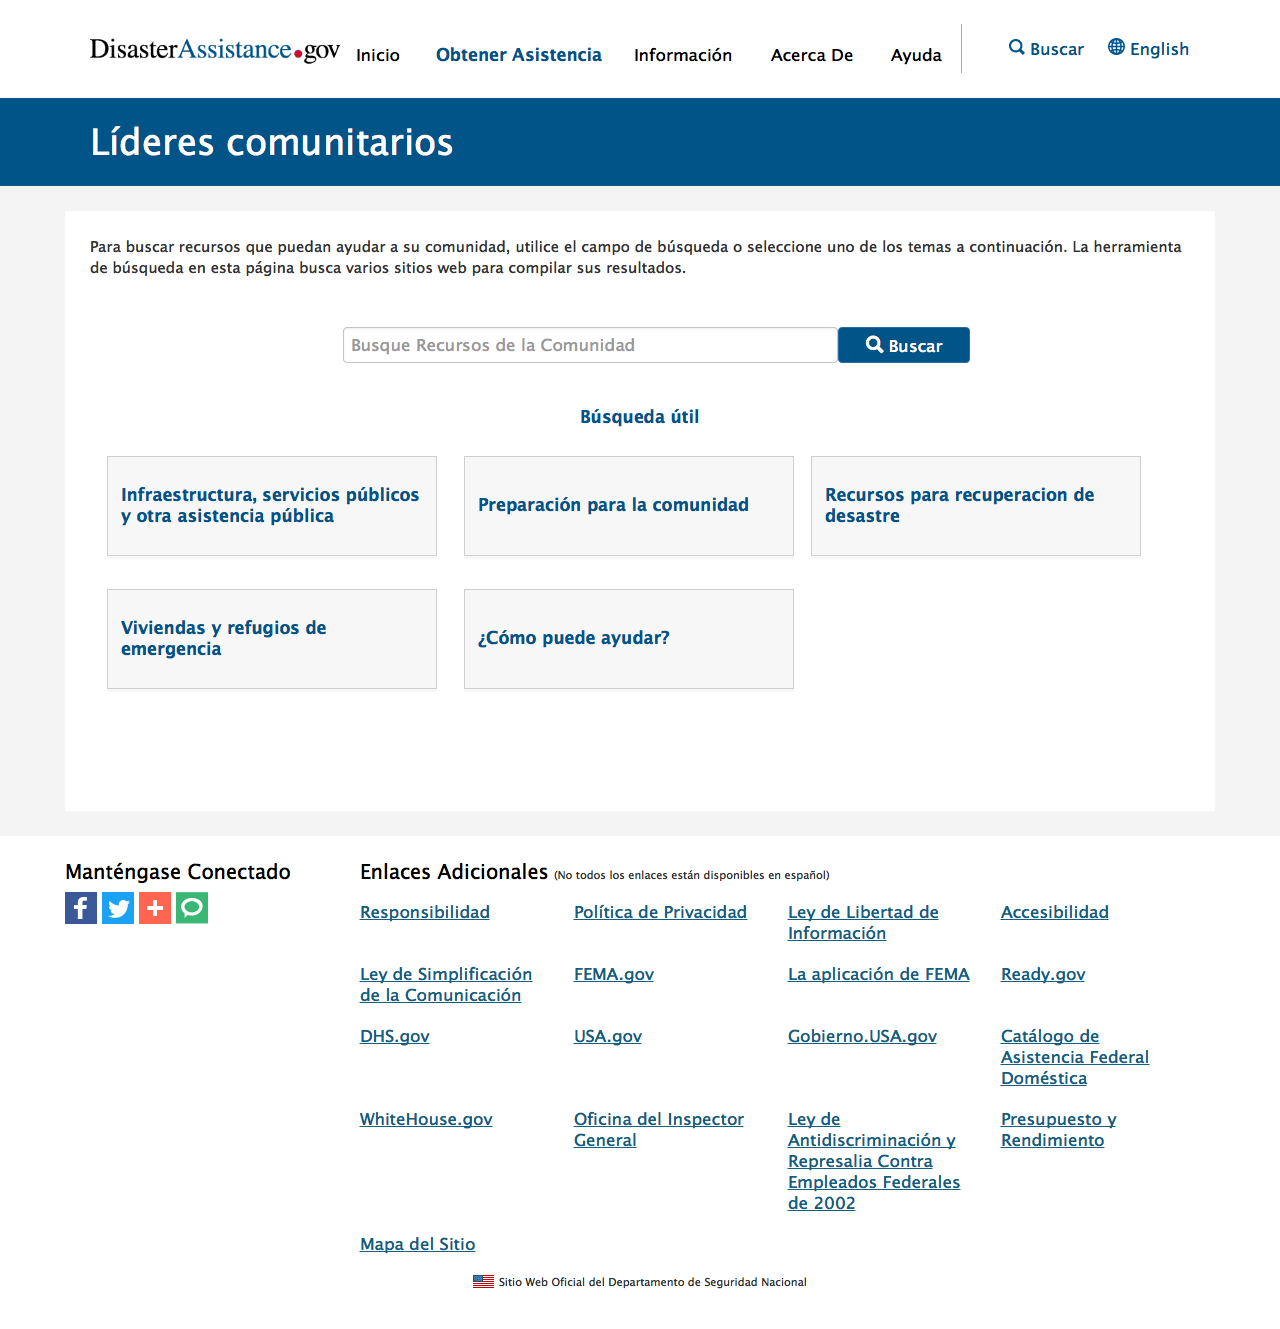 DisasterAssistance.gov
Inicio
Obtener Asistencia
Información
Acerca De
Ayuda
Buscar
English
Líderes comunitarios
Para buscar recursos que puedan ayudar a su comunidad, utilice el campo de búsqueda o seleccione uno de los temas a continuación. La herramienta
de búsqueda en esta página busca varios sitios web para compilar sus resultados.
Busque Recursos de la Comunidad
Buscar
Búsqueda útil
Infraestructura, servicios públicos
y otra asistencia pública
Preparación para la comunidad
Recursos para recuperacion de
desastre
Viviendas y refugios de
emergencia
¿Cómo puede ayudar?
Manténgase Conectado
Enlaces Adicionales (No todos los enlaces están disponibles en español)
Responsibilidad
Política de Privacidad
Ley de Libertad de
Información
Accesibilidad
Ley de Simplificación
de la Comunicación
FEMA.gov
La aplicación de FEMA
Ready.gov
DHS.gov
USA.gov
Gobierno.USA.gov
Catálogo de
Asistencia Federal
Doméstica
WhiteHouse.gov
Oficina del Inspector
General
Ley de
Antidiscriminación y
Represalia Contra
Empleados Federales
de 2002
Presupuesto y
Rendimiento
Mapa del Sitio
Sitio Web Oficial del Departamento de Seguridad Nacional